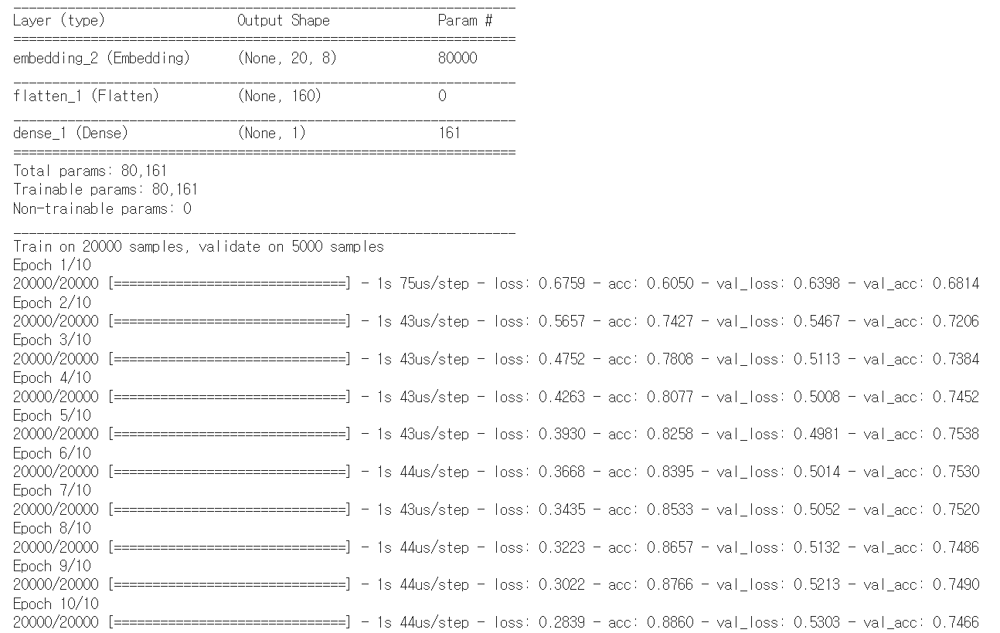 _________________________________________________________________
Layer (type)                 Output Shape              Param #
=================================================================
embedding_2 (Embedding)      (None, 20, 8)             80000
_________________________________________________________________
flatten_1 (Flatten)          (None, 160)               0
_________________________________________________________________
dense_1 (Dense)              (None, 1)                 161
=================================================================
Total params: 80,161
Trainable params: 80,161
Non-trainable params: 0
_________________________________________________________________
Train on 20000 samples, validate on 5000 samples
Epoch 1/10
20000/20000 [==============================] - 1s 75us/step - loss: 0.6759 - acc: 0.6050 - val_loss: 0.6398 - val_acc: 0.6814
Epoch 2/10
20000/20000 [==============================] - 1s 43us/step - loss: 0.5657 - acc: 0.7427 - val_loss: 0.5467 - val_acc: 0.7206
Epoch 3/10
20000/20000 [==============================] - 1s 43us/step - loss: 0.4752 - acc: 0.7808 - val_loss: 0.5113 - val_acc: 0.7384
Epoch 4/10
20000/20000 [==============================] - 1s 43us/step - loss: 0.4263 - acc: 0.8077 - val_loss: 0.5008 - val_acc: 0.7452
Epoch 5/10
20000/20000 [==============================] - 1s 43us/step - loss: 0.3930 - acc: 0.8258 - val_loss: 0.4981 - val_acc: 0.7538
Epoch 6/10
20000/20000 [==============================] - 1s 44us/step - loss: 0.3668 - acc: 0.8395 - val_loss: 0.5014 - val_acc: 0.7530
Epoch 7/10
20000/20000 [==============================] - 1s 43us/step - loss: 0.3435 - acc: 0.8533 - val_loss: 0.5052 - val_acc: 0.7520
Epoch 8/10
20000/20000 [==============================] - 1s 44us/step - loss: 0.3223 - acc: 0.8657 - val_loss: 0.5132 - val_acc: 0.7486
Epoch 9/10
20000/20000 [==============================] - 1s 44us/step - loss: 0.3022 - acc: 0.8766 - val_loss: 0.5213 - val_acc: 0.7490
Epoch 10/10
20000/20000 [==============================] - 1s 44us/step - loss: 0.2839 - acc: 0.8860 - val_loss: 0.5303 - val_acc: 0.7466